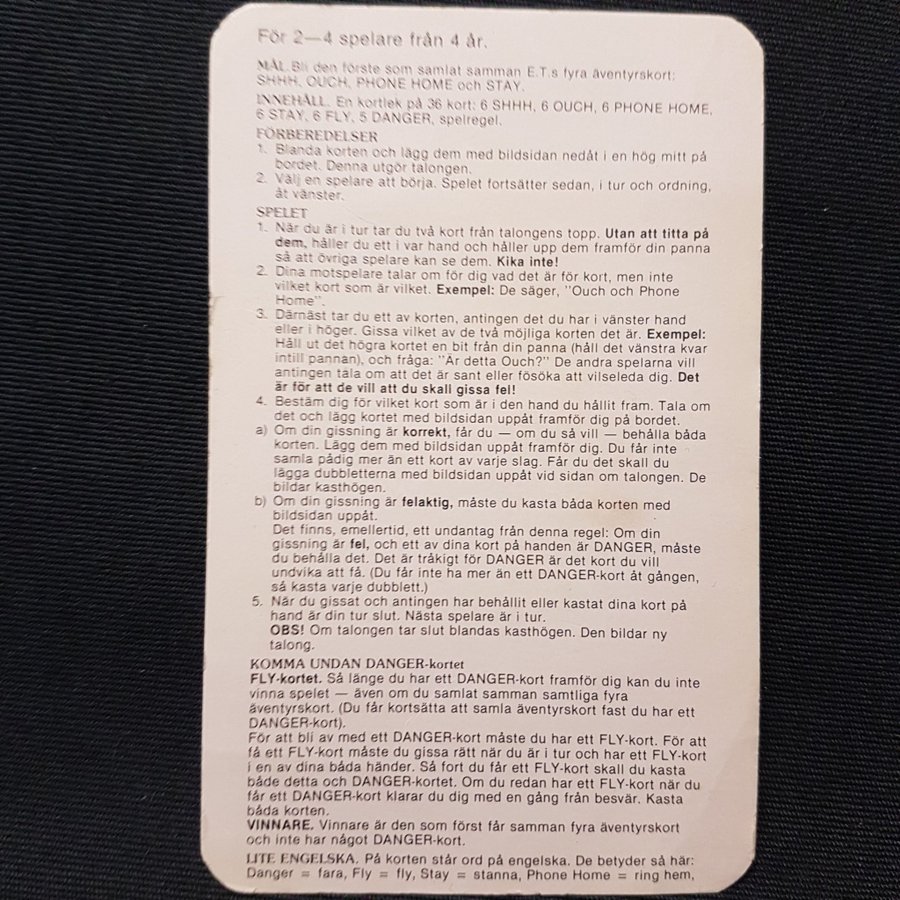 För 2—4 spelare från 4 år.
MÅL. Bli den förste som samlat samman E.T.s fyra äventyrskort:
SHHH, OUCH, PHONE HOME och STAY.
INNEHÅLL. En kortlek på 36 kort: 6 SHHH, 6 OUCH, 6 PHONE HOME,
6 STAY, 6 FLY, 5 DANGER, spelregel.
FÖRBEREDELSER
1. Blanda korten och lägg dem med bildsidan nedåt i en hög mitt på
bordet. Denna utgör talongen.
2. Välj en spelare att börja. Spelet fortsätter sedan, i tur och ordning,
åt vänster.
SPELET
1. När du är i tur tar du två kort från talongens topp. Utan att titta på
dem, håller du ett i var hand och håller upp dem framför din panna
så att övriga spelare kan se dem. Kika inte!
2. Dina motspelare talar om för dig vad det är för kort, men inte
vilket kort som är vilket. Exempel: De säger, "Ouch och Phone
Home".
3. Därnäst tar du ett av korten, antingen det du har i vänster hand
eller i höger. Gissa vilket av de två möjliga korten det är. Exempel:
Håll ut det högra kortet en bit från din panna (håll det vänstra kvar
intill pannan), och fråga: "Är detta Ouch?" De andra spelarna vill
antingen tala om att det är sant eller fösöka att vilseleda dig. Det
är för att de vill att du skall gissa fel!
4. Bestäm dig för vilket kort som är i den hand du hållit fram. Tala om
det och lägg kortet med bildsidan uppåt framför dig på bordet.
a) Om din gissning är korrekt, får du — om du så vill — behålla båda
korten. Lägg dem med bildsidan uppåt framför dig. Du får inte
samla pådig mer än ett kort av varje slag. Får du det skall du
lägga dubbletterna med bildsidan uppåt vid sidan om talongen. De
bildar kasthögen.
b) Om din gissning är felaktig, måste du kasta båda korten med
bildsidan uppåt.
Det finns, emellertid, ett undantag från denna regel: Om din
gissning är fel, och ett av dina kort på handen är DANGER, måste
du behålla det. Det är tråkigt för DANGER är det kort du vill
undvika att få. (Du får inte ha mer än ett DANGER-kort åt gången,
så kasta varje dubblett.)
5. När du gissat och antingen har behållit eller kastat dina kort på
hand är din tur slut. Nästa spelare är i tur.
OBS! Om talongen tar slut blandas kasthögen. Den bildar ny
talong.
KOMMA UNDAN DANGER-kortet
FLY-kortet. Så länge du har ett DANGER-kort framför dig kan du inte
vinna spelet — även om du samlat samman samtliga fyra
äventyrskort. (Du får kortsätta att samla äventyrskort fast du har ett
DANGER-kort).
För att bli av med ett DANGER-kort måste du har ett FLY-kort. För att
få ett FLY-kort måste du gissa rätt när du är i tur och har ett FLY-kort
i en av dina båda händer. Så fort du får ett FLY-kort skall du kasta
både detta och DANGER-kortet. Om du redan har ett FLY-kort när du
får ett DANGER-kort klarar du dig med en gång från besvär. Kasta
båda korten.
VINNARE. Vinnare är den som först får samman fyra äventyrskort
och inte har något DANGER-kort.
LITE ENGELSKA. På korten står ord på engelska. De betyder så här:
Danger = fara, Fly = fly, Stay = stanna, Phone Home = ring hem,